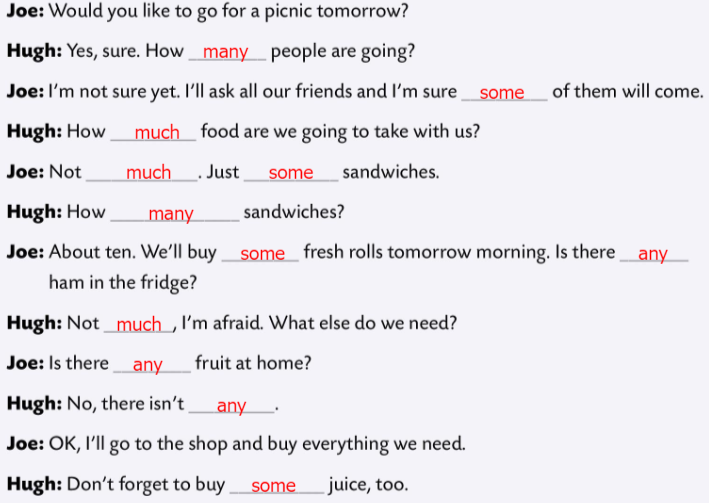 Joe: Would you like to go for a picnic tomorrow?
Hugh: Yes, sure. How many people are going?
Joe: I'm not sure yet. I'll ask all our friends and I'm sure some of them will come.
Hugh: How much food are we going to take with us?
Joe: Not much. Just some sandwiches.
Hugh: How many sandwiches?
Joe: About ten. We'll buy some fresh rolls tomorrow morning. Is there any
ham in the fridge?
Hugh: Not much, I'm afraid. What else do we need?
Joe: Is there any fruit at home?
Hugh: No, there isn't any.
Joe: OK, I'll go to the shop and buy everything we need.
Hugh: Don't forget to buy some juice, too.